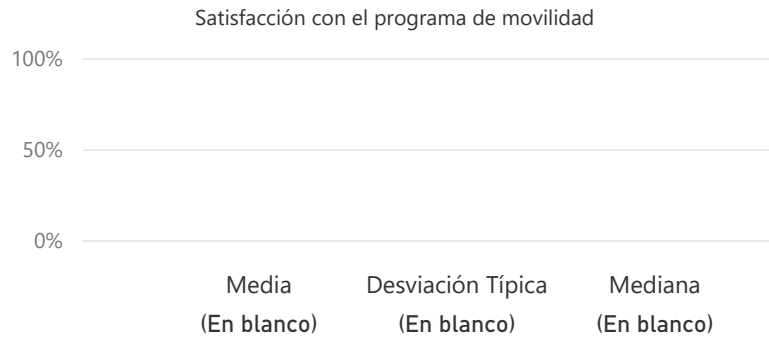 Satisfacción con el programa de movilidad
100%
50%
0%
Media Desviación Típica Mediana
(En blanco) (En blanco) (En blanco)